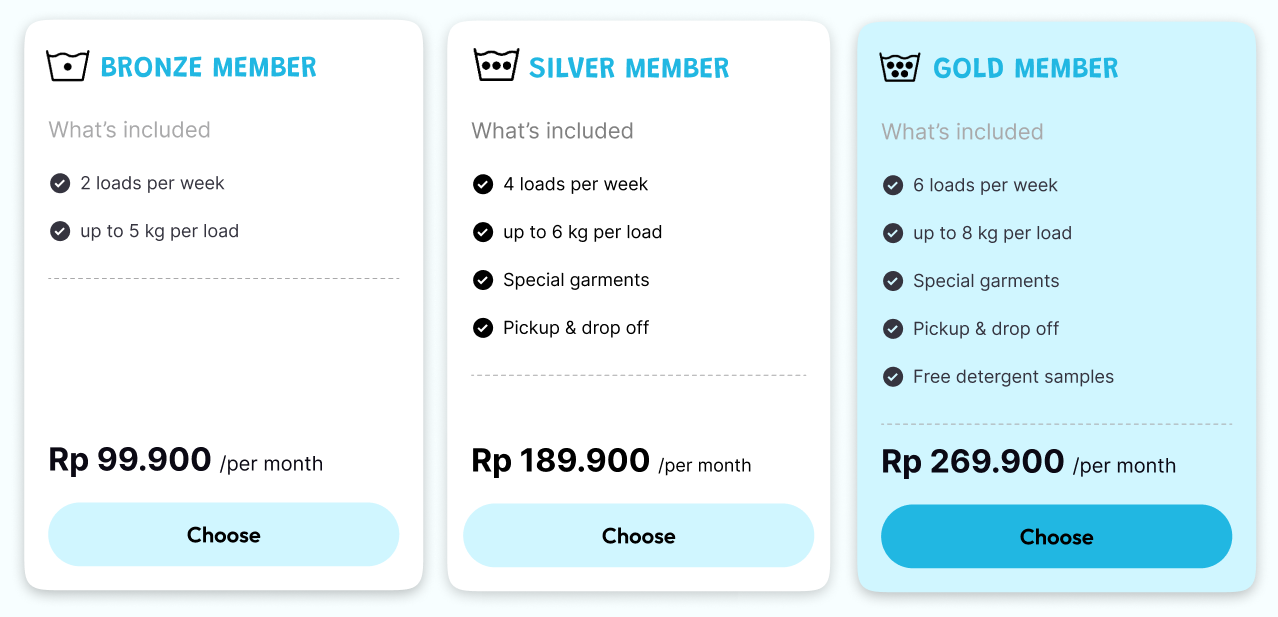 BRONZE MEMBER
What's included
2 loads per week
up to 5 kg per load
Rp 99.900 /per month
Choose
SILVER MEMBER
What's included
4 loads per week
up to 6 kg per load
Special garments
Pickup & drop off
Rp 189.900 /per month
Choose
GOLD MEMBER
What's included
6 loads per week
up to 8 kg per load
Special garments
Pickup & drop off
Free detergent samples
Rp 269.900 /per month
Choose